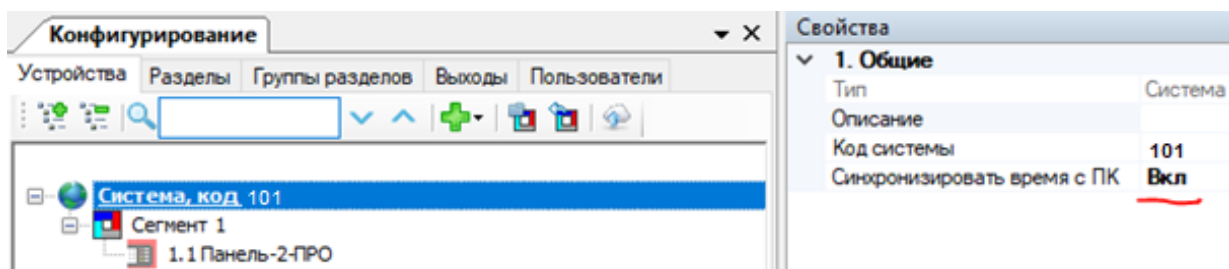 Конфигурирование
Устройства Разделы Группы разделов Выходы Пользователи
Система, код 101
Сегмент 1
1.1 Панель-2-ПРО
Свойства
1. Общие
Тип Система
Описание
Код системы 101
Синхронизировать время с ПК Вкл